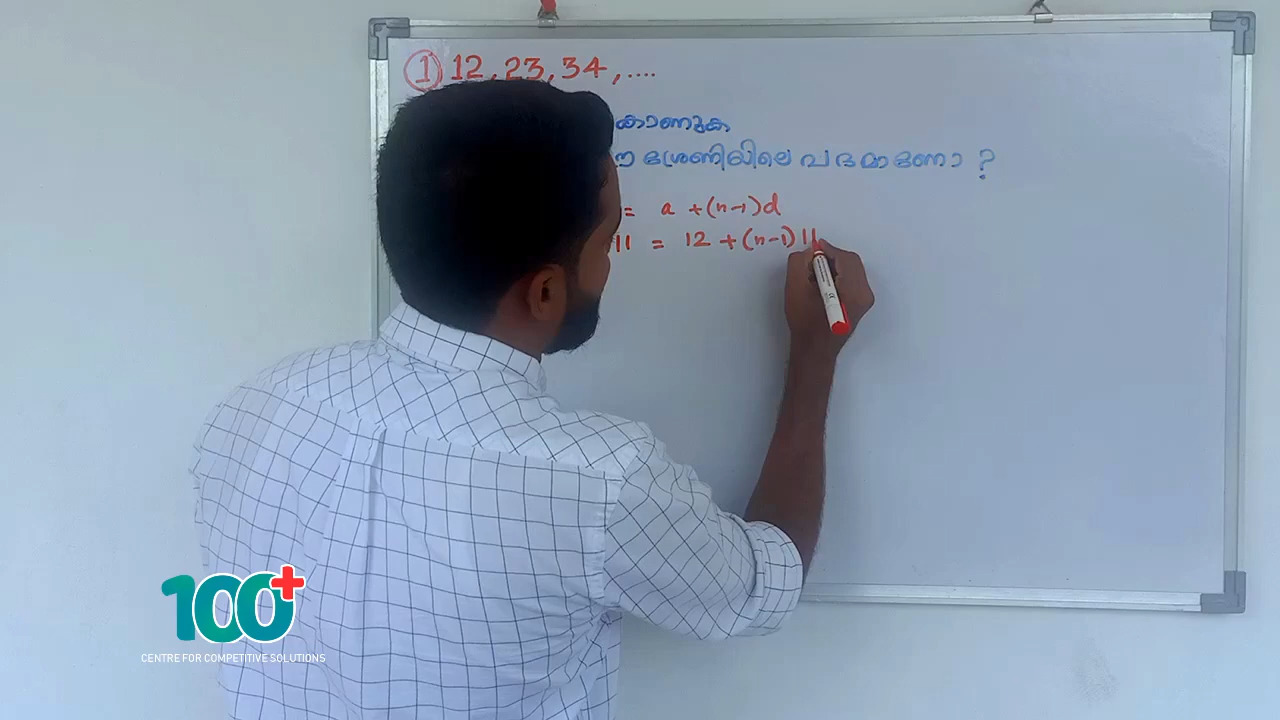 ① 12, 23, 34, ....
കാണുക
ശ്രേണിയിലെ പദമാണോ ?
= a + (n-1)d
11 = 12 + (n-1) 11
100+
CENTRE FOR COMPETITIVE SOLUTIONS